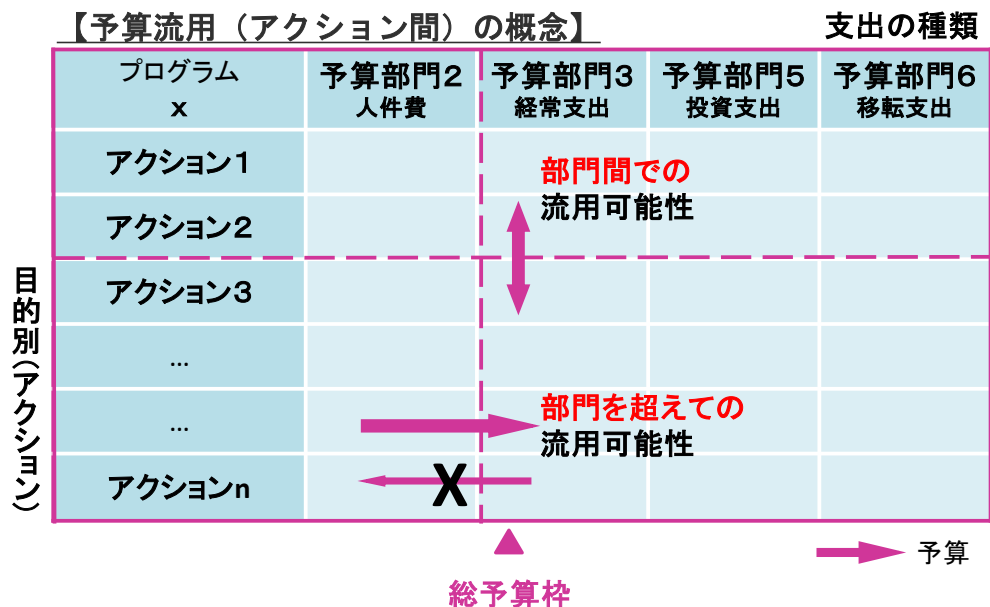 【予算流用（アクション間）の概念】
支出の種類
プログラム
x
予算部門2
人件費
予算部門3
経常支出
予算部門5
投資支出
予算部門6
移転支出
目的別（アクション）
アクション1
アクション2
アクション3
...
...
アクションn
部門間での
流用可能性
部門を超えての
流用可能性
X
予算
総予算枠